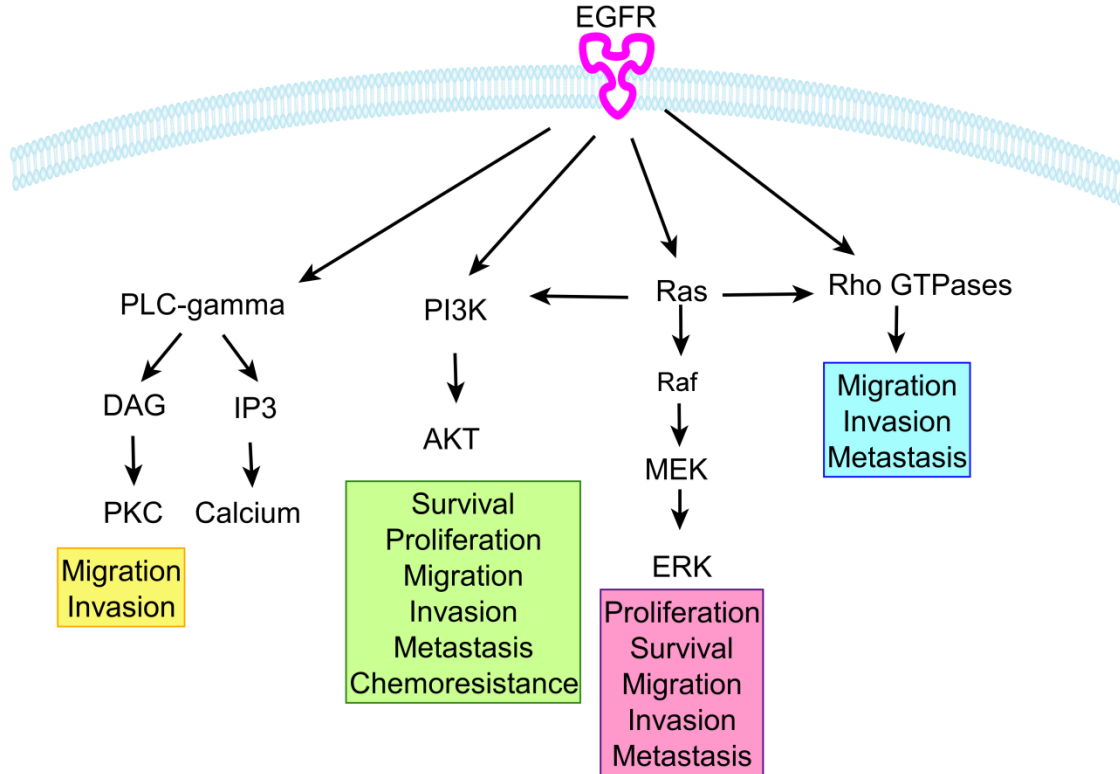 EGFR
PLC-gamma
PI3K
Ras
Rho GTPases
DAG
IP3
AKT
Raf
Migration
Invasion
Metastasis
PKC
Calcium
MEK
Migration
Invasion
Survival
Proliferation
Migration
Invasion
Metastasis
Chemoresistance
ERK
Proliferation
Survival
Migration
Invasion
Metastasis